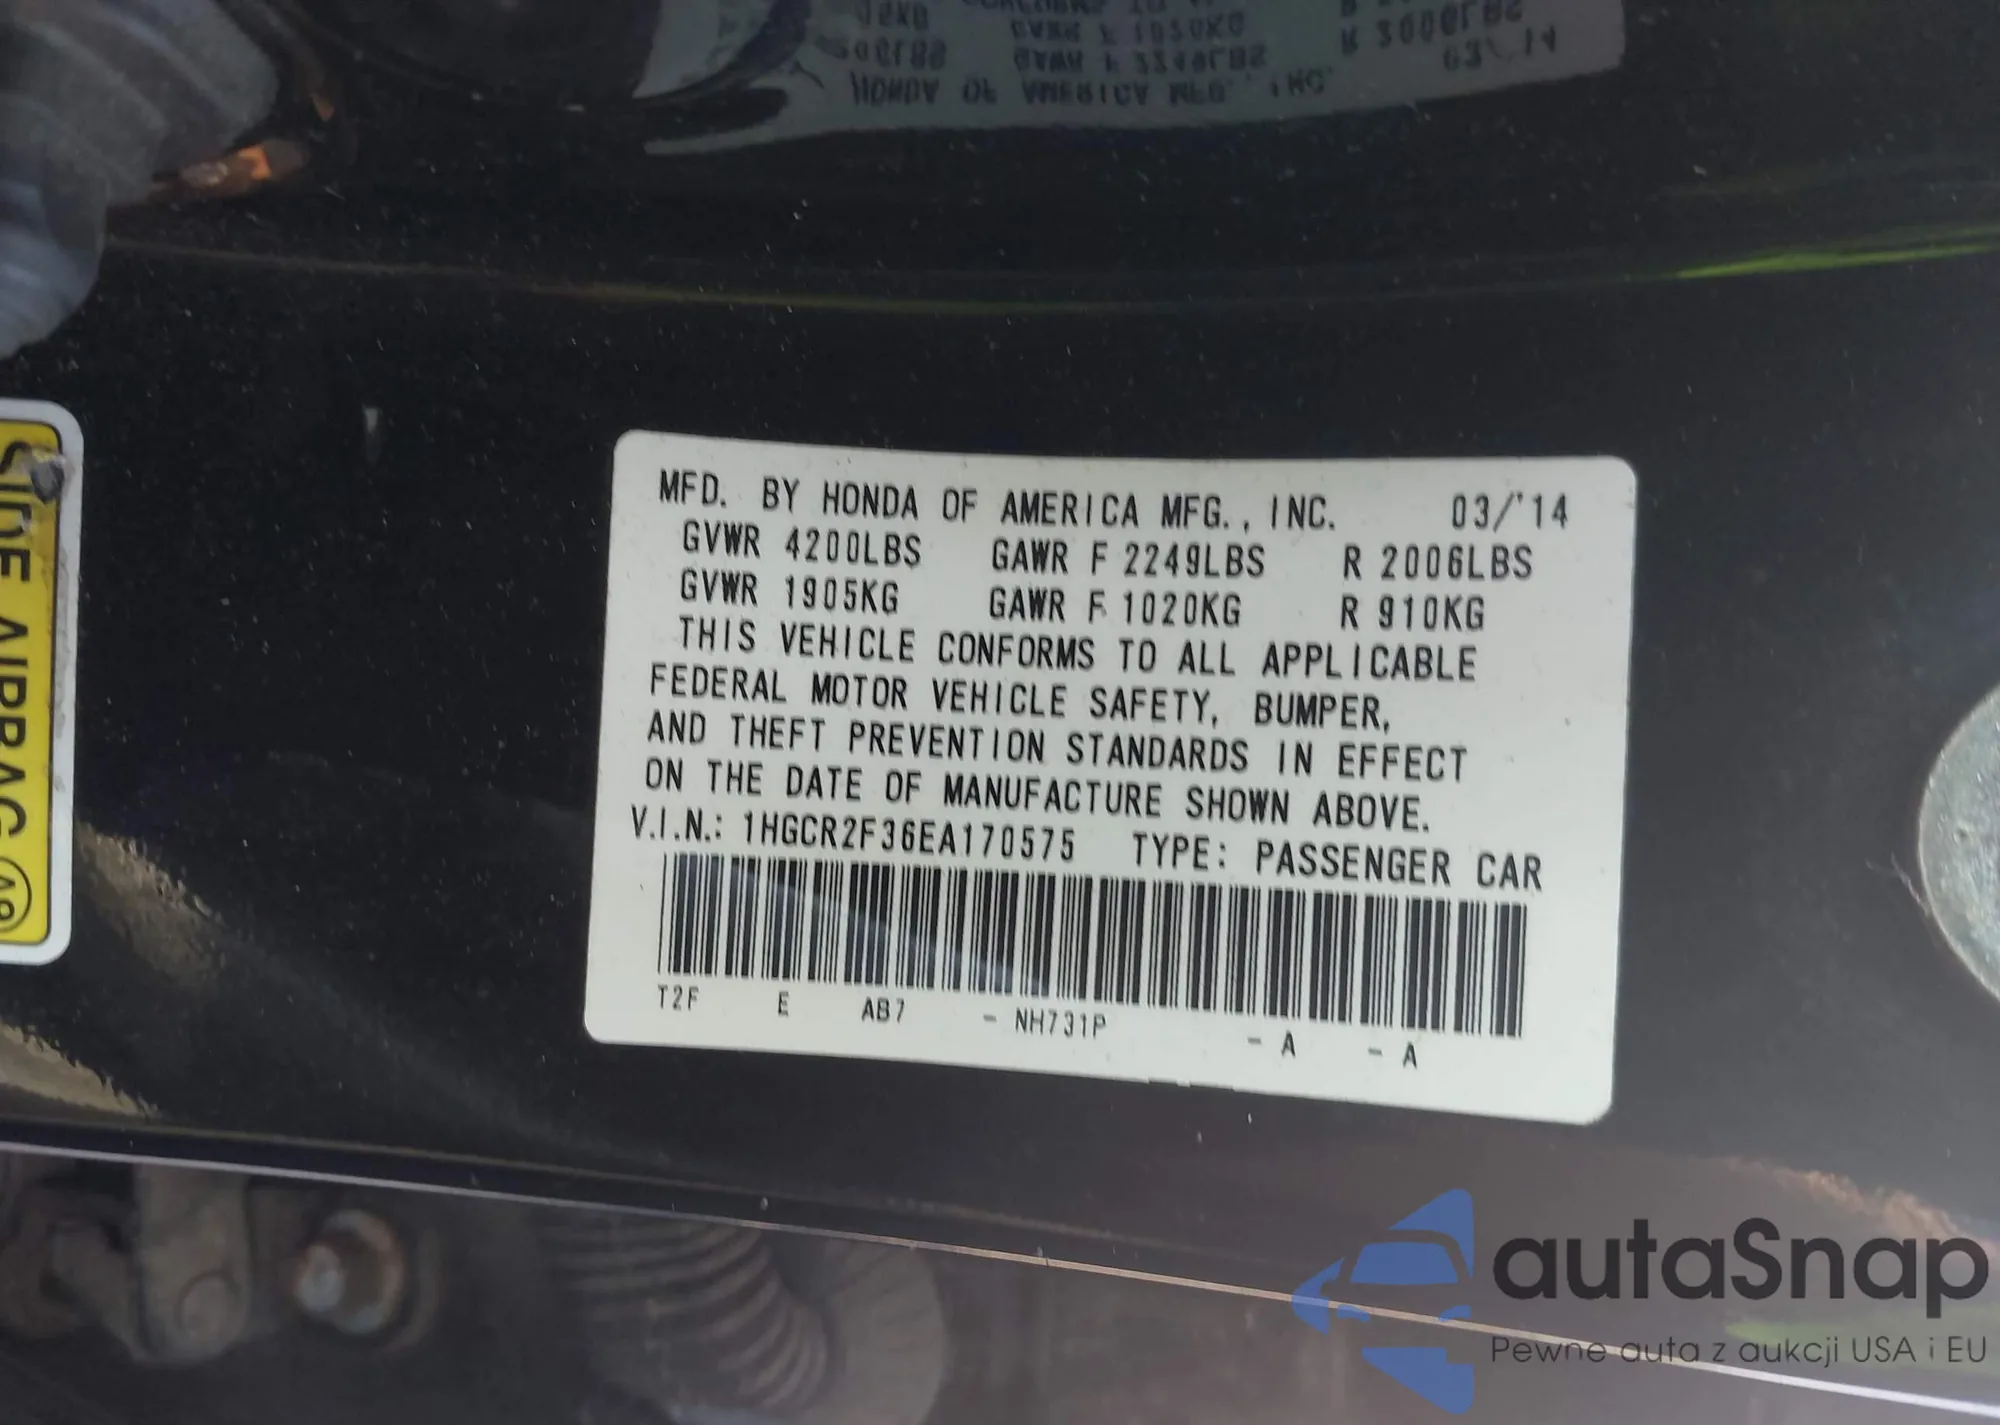 MFD. BY HONDA OF AMERICA MFG., INC. 03/'14
GVWR 4200LBS GAWR F 2249LBS R 2006LBS
GVWR 1905KG GAWR F 1020KG R 910KG
THIS VEHICLE CONFORMS TO ALL APPLICABLE
FEDERAL MOTOR VEHICLE SAFETY, BUMPER,
AND THEFT PREVENTION STANDARDS IN EFFECT
ON THE DATE OF MANUFACTURE SHOWN ABOVE.
V.I.N.: 1HGCR2F36EA170575 TYPE: PASSENGER CAR
T2F E AB7 - NH731P - A - A
SIDE AIRBAG
autaSnap
Pewne auta z aukcji USA i EU